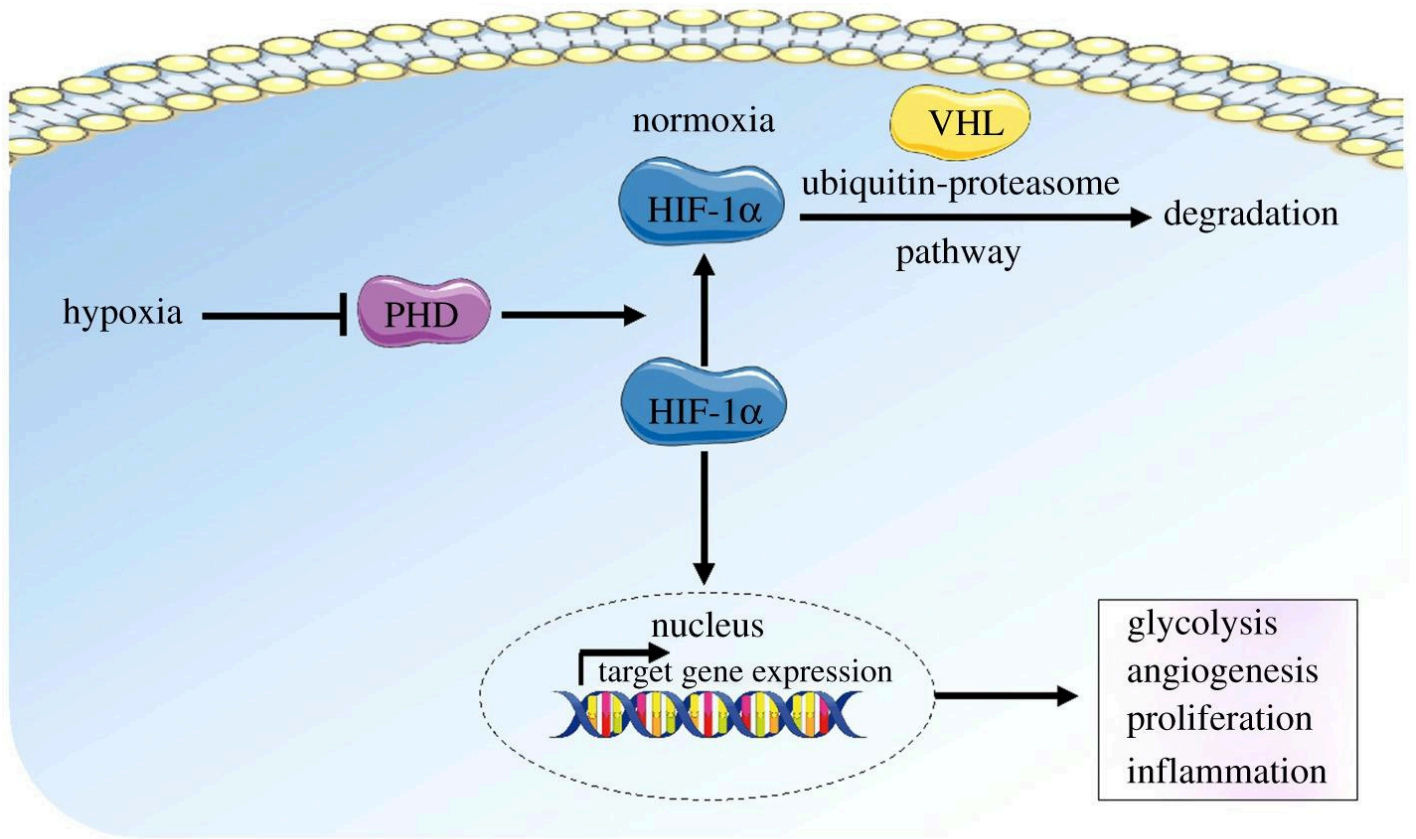 normoxia
VHL
HIF-1α
ubiquitin-proteasome
pathway
degradation
hypoxia
PHD
HIF-1α
nucleus
target gene expression
glycolysis
angiogenesis
proliferation
inflammation